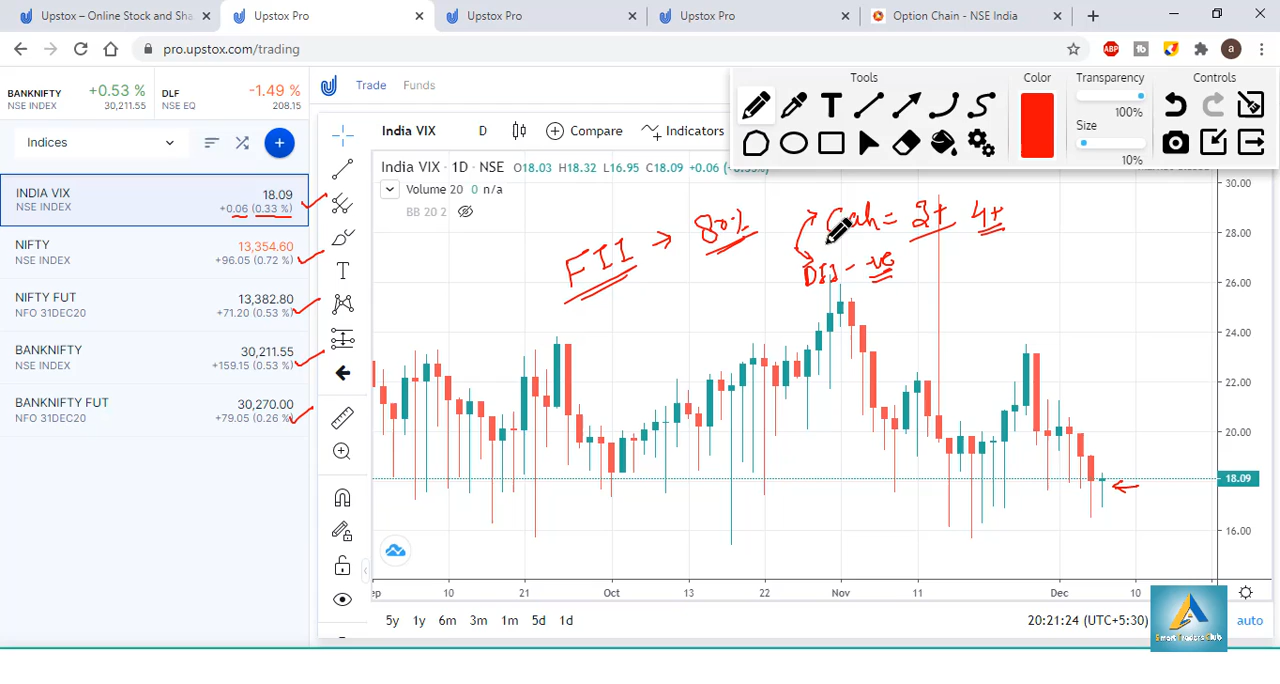 Upstox – Online Stock and Sha
Upstox Pro
Upstox Pro
Upstox Pro
Option Chain - NSE India
pro.upstox.com/trading
ABP
a
BANKNIFTY
NSE INDEX
+0.53 %
30,211.55
DLF
NSE EQ
-1.49 %
208.15
Trade
Funds
Tools
Color
Transparency
100%
Size
10%
Controls
Indices
India VIX
D
Compare
Indicators
INDIA VIX
NSE INDEX
18.09
+0.06 (0.33 %)
NIFTY
NSE INDEX
13,354.60
+96.05 (0.72 %)
NIFTY FUT
NFO 31DEC20
13,382.80
+71.20 (0.53 %)
BANKNIFTY
NSE INDEX
30,211.55
+159.15 (0.53 %)
BANKNIFTY FUT
NFO 31DEC20
30,270.00
+79.05 (0.26 %)
India VIX · 1D · NSE O18.03 H18.32 L16.95 C18.09 +0.06
Volume 20 0 n/a
BB 20 2
FII → 80%
= 3+ 4+
DII - ve
30.00
28.00
26.00
24.00
22.00
20.00
18.09
16.00
10
21
Oct
13
22
Nov
11
Dec
10
5y 1y 6m 3m 1m 5d 1d
20:21:24 (UTC+5:30)
auto
Smart Traders Club